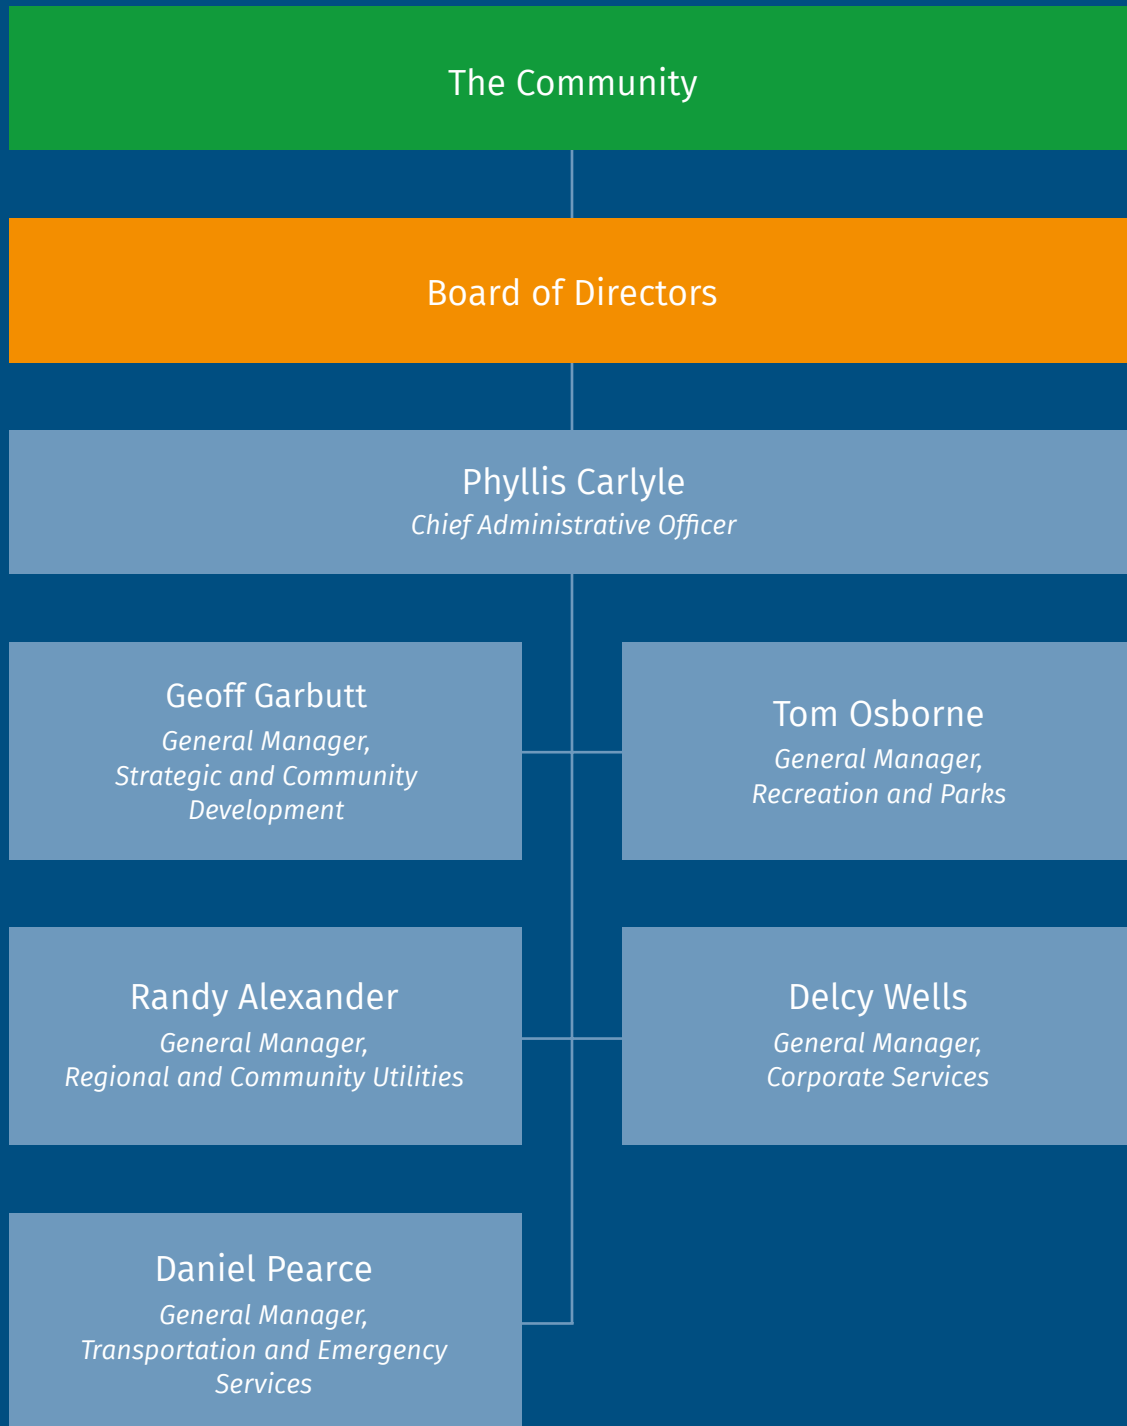 The Community
Board of Directors
Phyllis Carlyle
Chief Administrative Officer
Geoff Garbutt
General Manager,
Strategic and Community
Development
Tom Osborne
General Manager,
Recreation and Parks
Randy Alexander
General Manager,
Regional and Community Utilities
Delcy Wells
General Manager,
Corporate Services
Daniel Pearce
General Manager,
Transportation and Emergency
Services